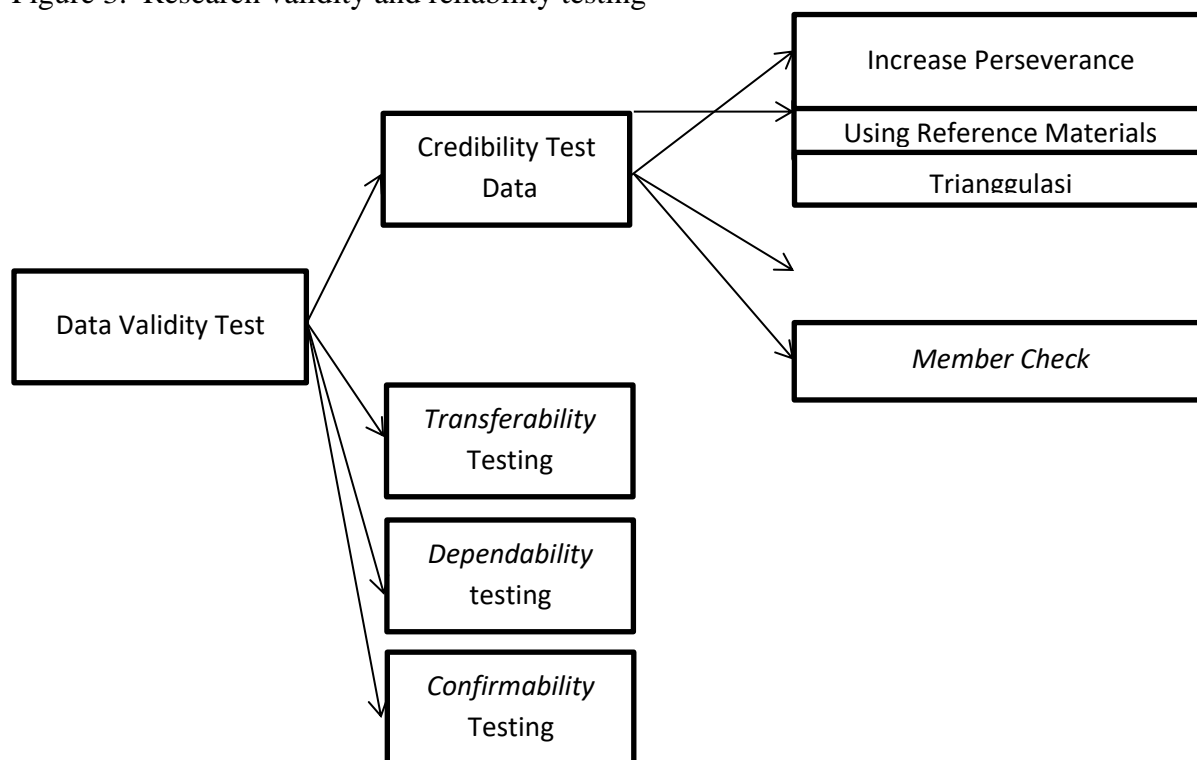 Figure 3. Research validity and reliability testing
Increase Perseverance
Credibility Test
Data
Using Reference Materials
Trianggulasi
Data Validity Test
Member Check
Transferability
Testing
Dependability
testing
Confirmability
Testing